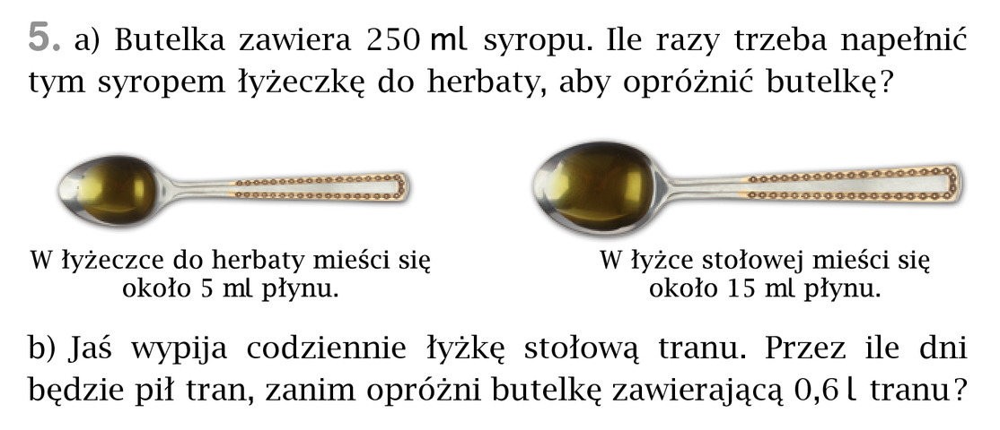 5. a) Butelka zawiera 250 ml syropu. Ile razy trzeba napełnić
tym syropem łyżeczkę do herbaty, aby opróżnić butelkę?
W łyżeczce do herbaty mieści się
około 5 ml płynu.
W łyżce stołowej mieści się
około 15 ml płynu.
b) Jaś wypija codziennie łyżkę stołową tranu. Przez ile dni
będzie pił tran, zanim opróżni butelkę zawierającą 0,6 l tranu?